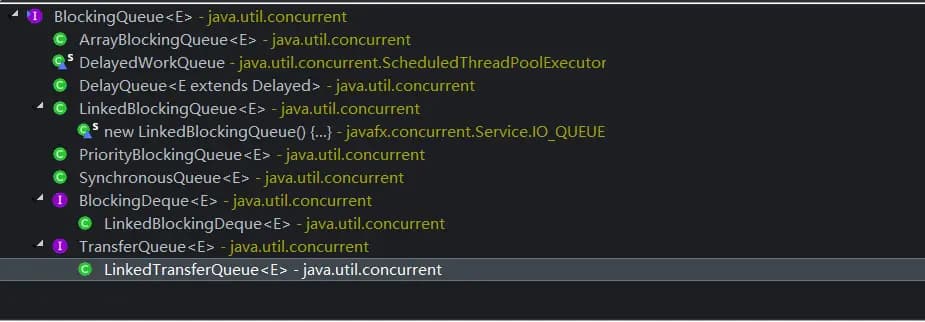 I BlockingQueue<E> - java.util.concurrent
C ArrayBlockingQueue<E> - java.util.concurrent
C S DelayedWorkQueue - java.util.concurrent.ScheduledThreadPoolExecutor
C DelayQueue<E extends Delayed> - java.util.concurrent
C LinkedBlockingQueue<E> - java.util.concurrent
C S new LinkedBlockingQueue() {...} - javafx.concurrent.Service.IO_QUEUE
C PriorityBlockingQueue<E> - java.util.concurrent
C SynchronousQueue<E> - java.util.concurrent
I BlockingDeque<E> - java.util.concurrent
C LinkedBlockingDeque<E> - java.util.concurrent
I TransferQueue<E> - java.util.concurrent
C LinkedTransferQueue<E> - java.util.concurrent